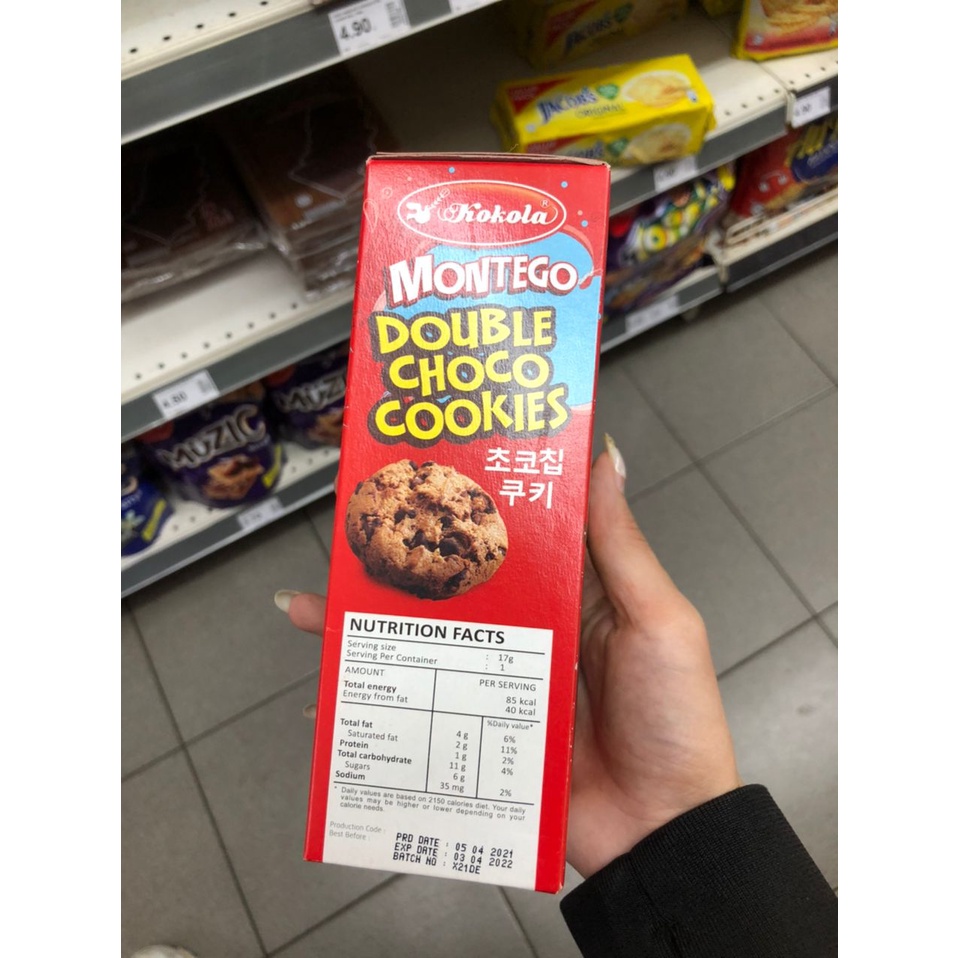 4.90
JACOB'S
ORIGINAL
Kokola®
MONTEGO
DOUBLE
CHOCO
COOKIES
초코칩
쿠키
6.60
MUZIC
MUZIC
NUTRITION FACTS
Serving size : 17g
Serving Per Container : 1
AMOUNT PER SERVING
Total energy 85 kcal
Energy from fat 40 kcal
%Daily value*
Total fat 4 g 6%
Saturated fat 2 g 11%
Protein 1 g 2%
Total carbohydrate 11 g 4%
Sugars 6 g
Sodium 35 mg 2%
* Daily values are based on 2150 calories diet. Your daily
values may be higher or lower depending on your
calorie needs.
Production Code :
Best Before :
PRD DATE : 05 04 2021
EXP DATE : 03 04 2022
BATCH NO : X21DE